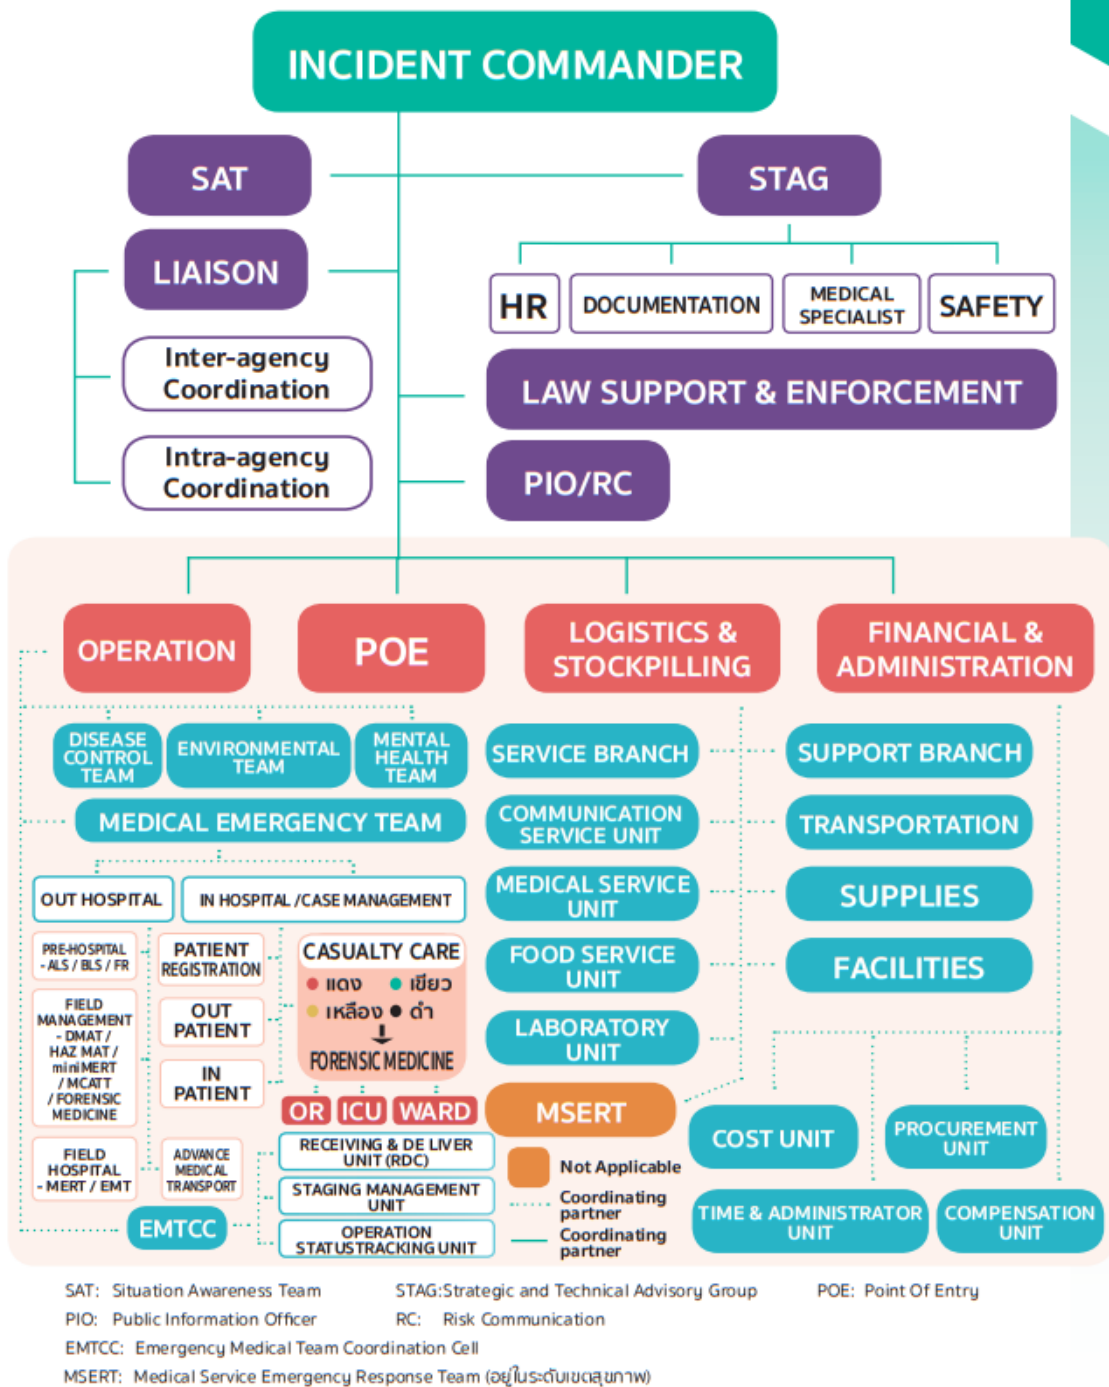 INCIDENT COMMANDER
SAT
STAG
LIAISON
HR
DOCUMENTATION
MEDICAL
SPECIALIST
SAFETY
Inter-agency
Coordination
LAW SUPPORT & ENFORCEMENT
Intra-agency
Coordination
PIO/RC
OPERATION
POE
LOGISTICS &
STOCKPILLING
FINANCIAL &
ADMINISTRATION
DISEASE
CONTROL
TEAM
ENVIRONMENTAL
TEAM
MENTAL
HEALTH
TEAM
SERVICE BRANCH
SUPPORT BRANCH
MEDICAL EMERGENCY TEAM
COMMUNICATION
SERVICE UNIT
TRANSPORTATION
OUT HOSPITAL
IN HOSPITAL /CASE MANAGEMENT
MEDICAL SERVICE
UNIT
SUPPLIES
PRE-HOSPITAL
- ALS / BLS / FR
PATIENT
REGISTRATION
CASUALTY CARE
แดง
เขียว
เหลือง
ดำ
FORENSIC MEDICINE
FOOD SERVICE
UNIT
FACILITIES
FIELD
MANAGEMENT
- DMAT /
HAZ MAT /
miniMERT
/ MCATT
/ FORENSIC
MEDICINE
OUT
PATIENT
IN
PATIENT
LABORATORY
UNIT
OR
ICU
WARD
MSERT
COST UNIT
PROCUREMENT
UNIT
FIELD
HOSPITAL
- MERT / EMT
ADVANCE
MEDICAL
TRANSPORT
RECEIVING & DE LIVER
UNIT (RDC)
STAGING MANAGEMENT
UNIT
OPERATION
STATUSTRACKING UNIT
EMTCC
Not Applicable
Coordinating
partner
Coordinating
partner
TIME & ADMINISTRATOR
UNIT
COMPENSATION
UNIT
SAT: Situation Awareness Team
STAG:Strategic and Technical Advisory Group
POE: Point Of Entry
PIO: Public Information Officer
RC: Risk Communication
EMTCC: Emergency Medical Team Coordination Cell
MSERT: Medical Service Emergency Response Team (อยู่ในระดับเขตสุขภาพ)